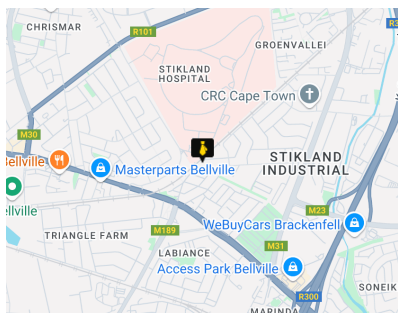 CHRISMAR
R101
R3
GROENVALLEI
STIKLAND
HOSPITAL
CRC Cape Town
M30
Bellville
Masterparts Bellville
STIKLAND
INDUSTRIAL
ellville
M23
WeBuyCars Brackenfell
TRIANGLE FARM
M189
M31
LABIANCE
Access Park Bellville
SONEIK
R300
MARINDA